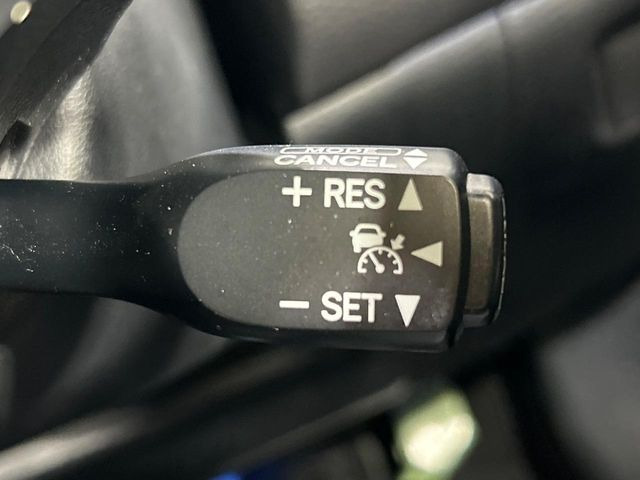 MODE
CANCEL
+ RES
− SET